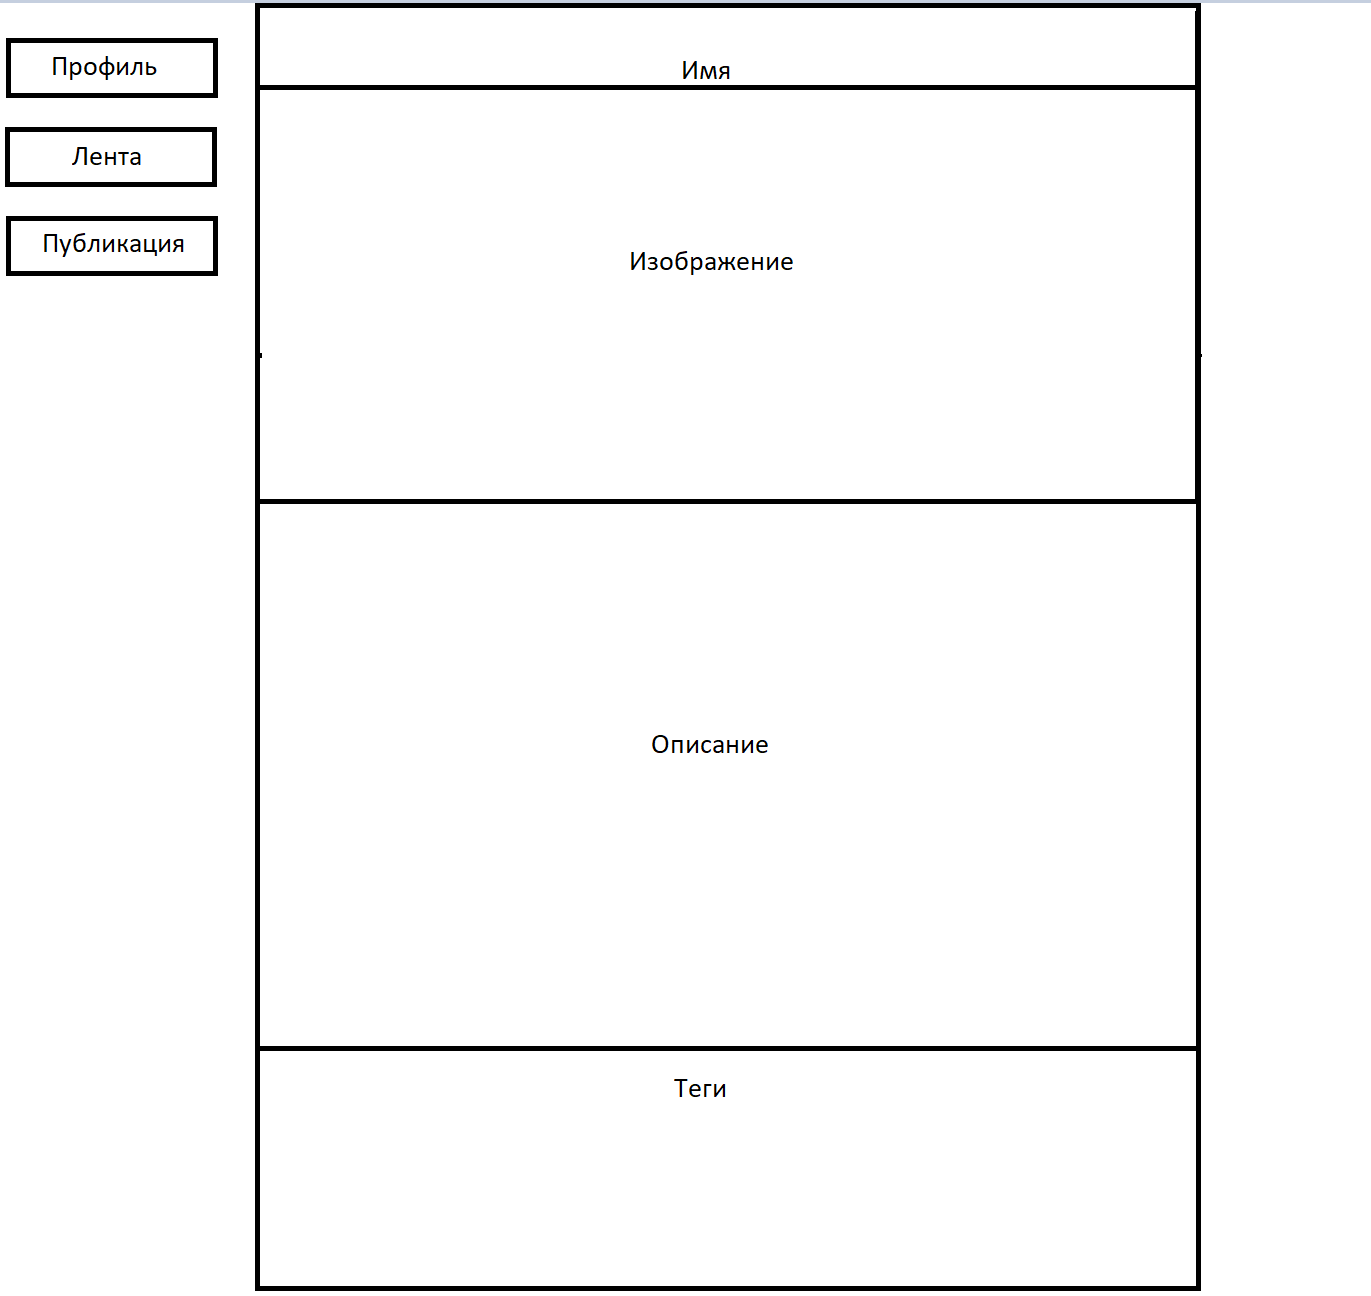 Профиль
Лента
Публикация
Имя
Изображение
Описание
Теги